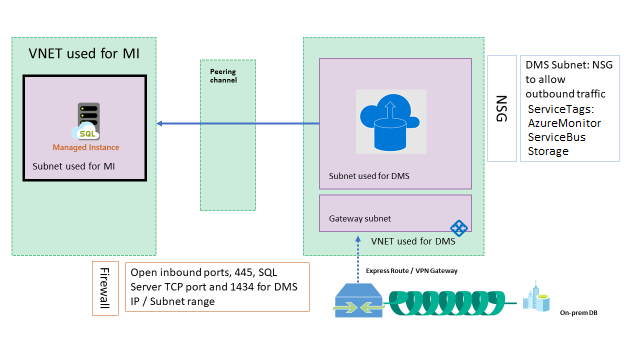 VNET used for MI
SQL
Managed Instance
Subnet used for MI
Peering
channel
Subnet used for DMS
Gateway subnet
VNET used for DMS
NSG
DMS Subnet: NSG
to allow
outbound traffic
ServiceTags:
AzureMonitor
ServiceBus
Storage
Firewall
Open inbound ports, 445, SQL
Server TCP port and 1434 for DMS
IP / Subnet range
Express Route / VPN Gateway
On-prem DB